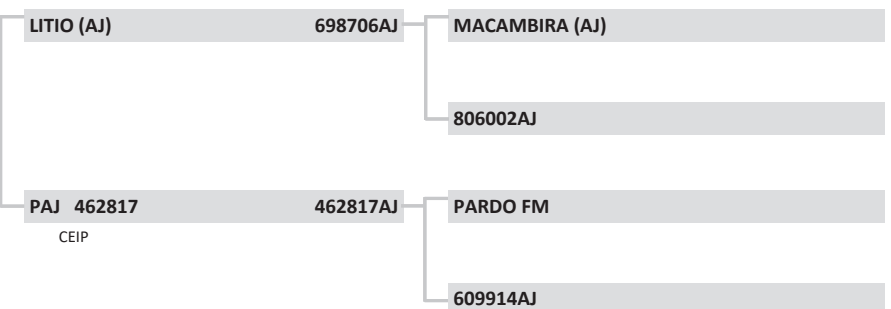 LITIO (AJ) 698706AJ
MACAMBIRA (AJ)
806002AJ
PAJ 462817 462817AJ
CEIP
PARDO FM
609914AJ